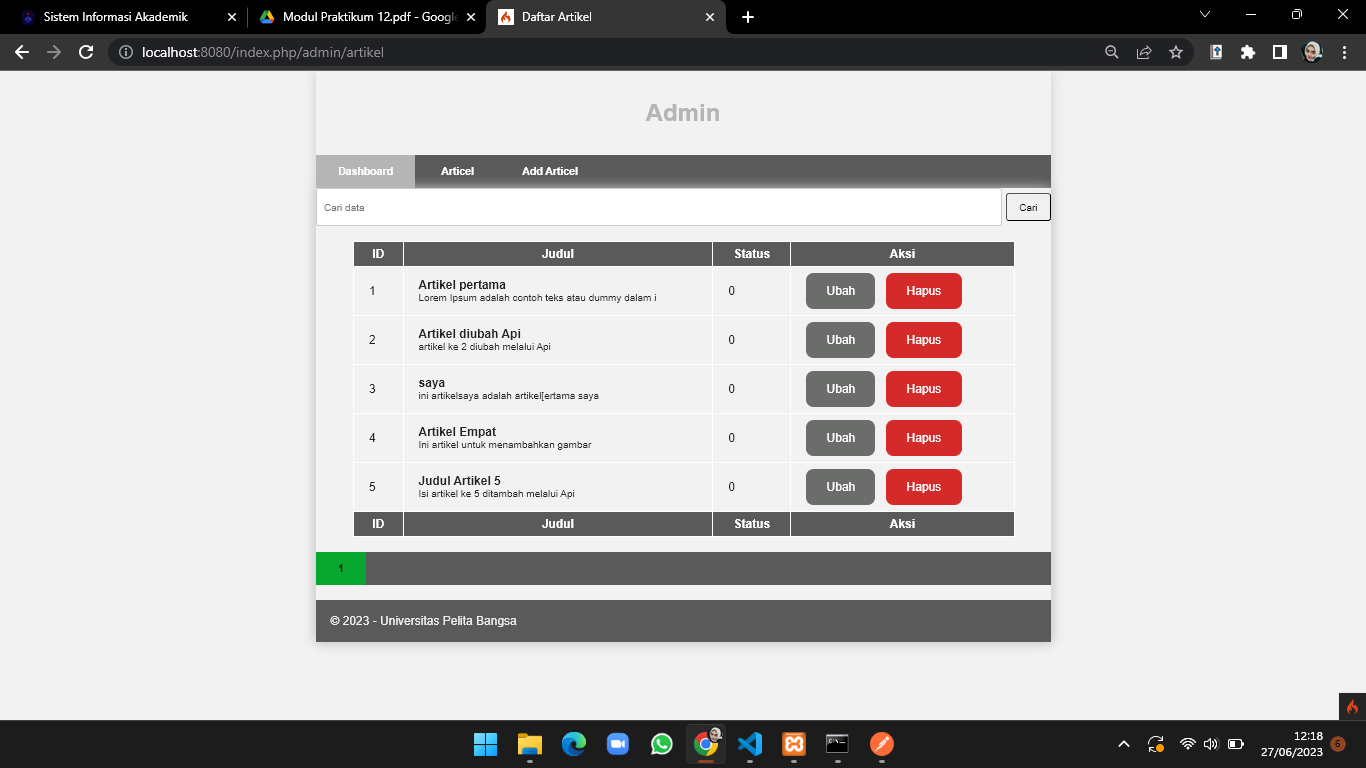 Sistem Informasi Akademik
Modul Praktikum 12.pdf - Google
Daftar Artikel
localhost:8080/index.php/admin/artikel
Admin
Dashboard Articel Add Articel
Cari data Cari
ID Judul Status Aksi
1 Artikel pertama 0 Ubah Hapus
Lorem Ipsum adalah contoh teks atau dummy dalam i
2 Artikel diubah Api 0 Ubah Hapus
artikel ke 2 diubah melalui Api
3 saya 0 Ubah Hapus
ini artikelsaya adalah artikel[ertama saya
4 Artikel Empat 0 Ubah Hapus
Ini artikel untuk menambahkan gambar
5 Judul Artikel 5 0 Ubah Hapus
Isi artikel ke 5 ditambah melalui Api
ID Judul Status Aksi
1
© 2023 - Universitas Pelita Bangsa
12:18
27/06/2023
6